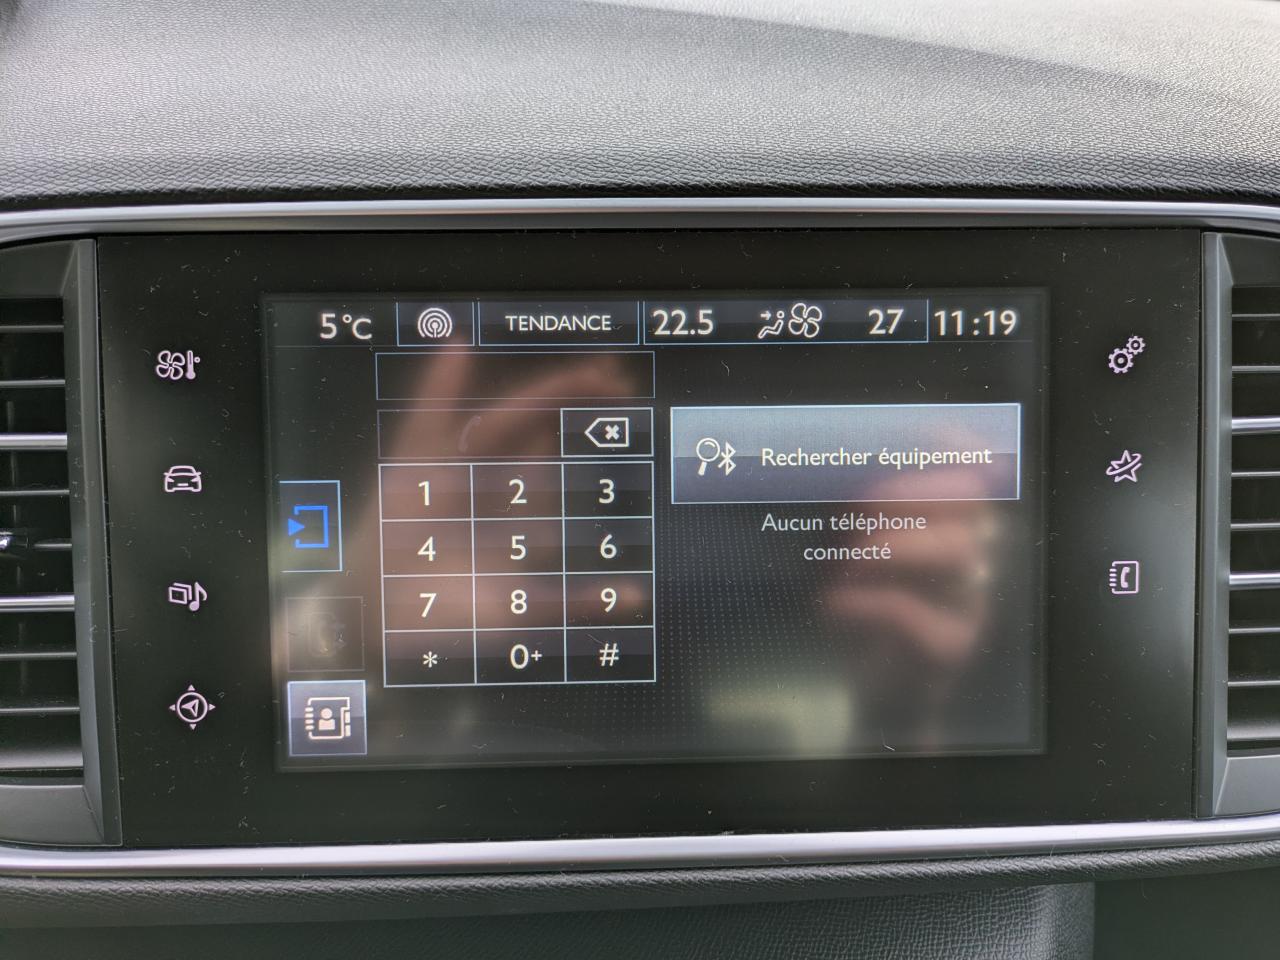 5°C TENDANCE 22.5 27 11:19
Rechercher équipement
Aucun téléphone
connecté
1 2 3
4 5 6
7 8 9
* 0+ #